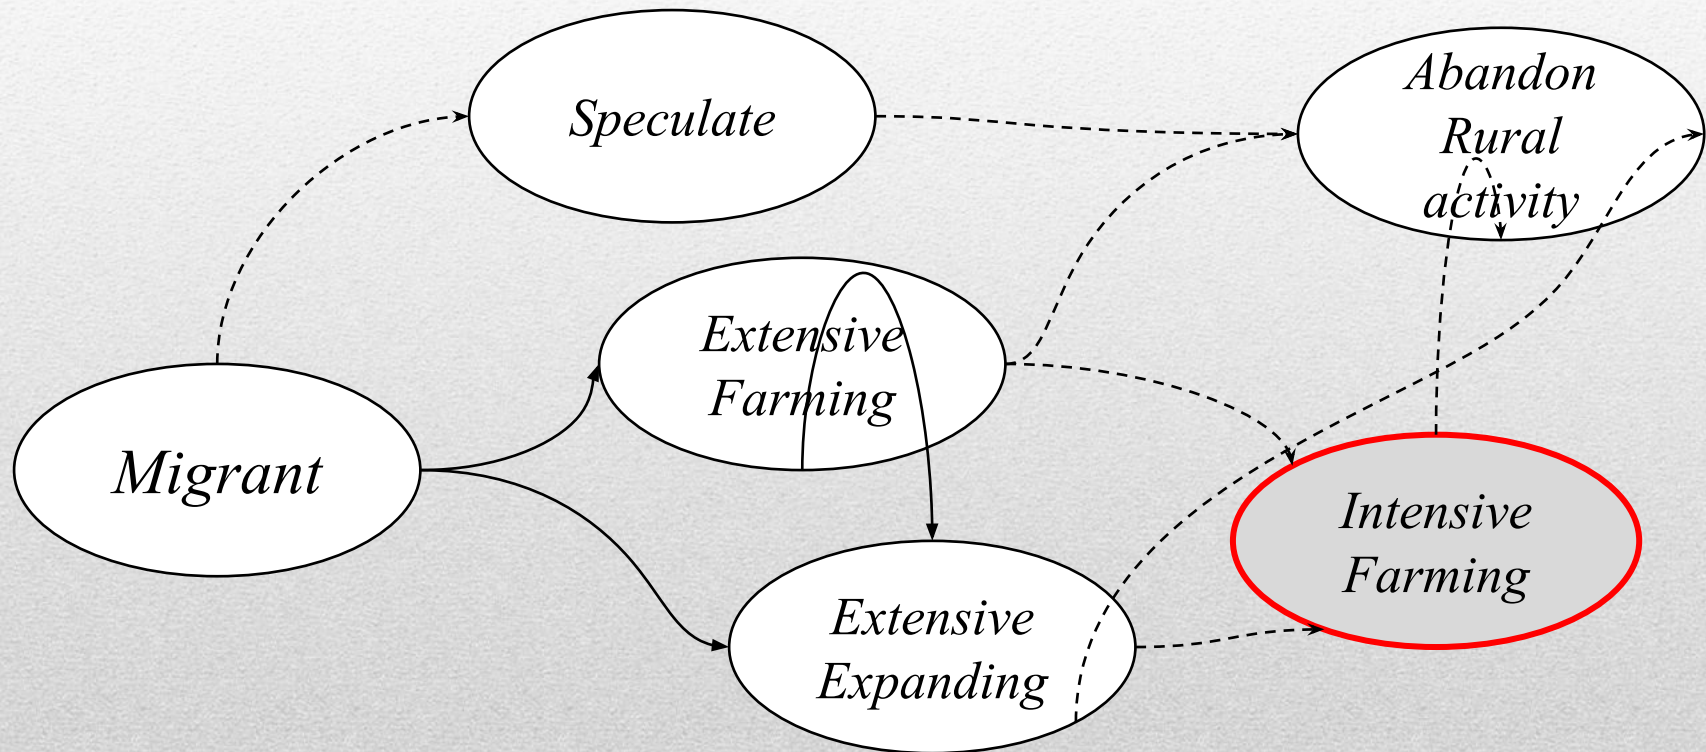 Speculate
Abandon
Rural
activity
Extensive
Farming
Migrant
Intensive
Farming
Extensive
Expanding